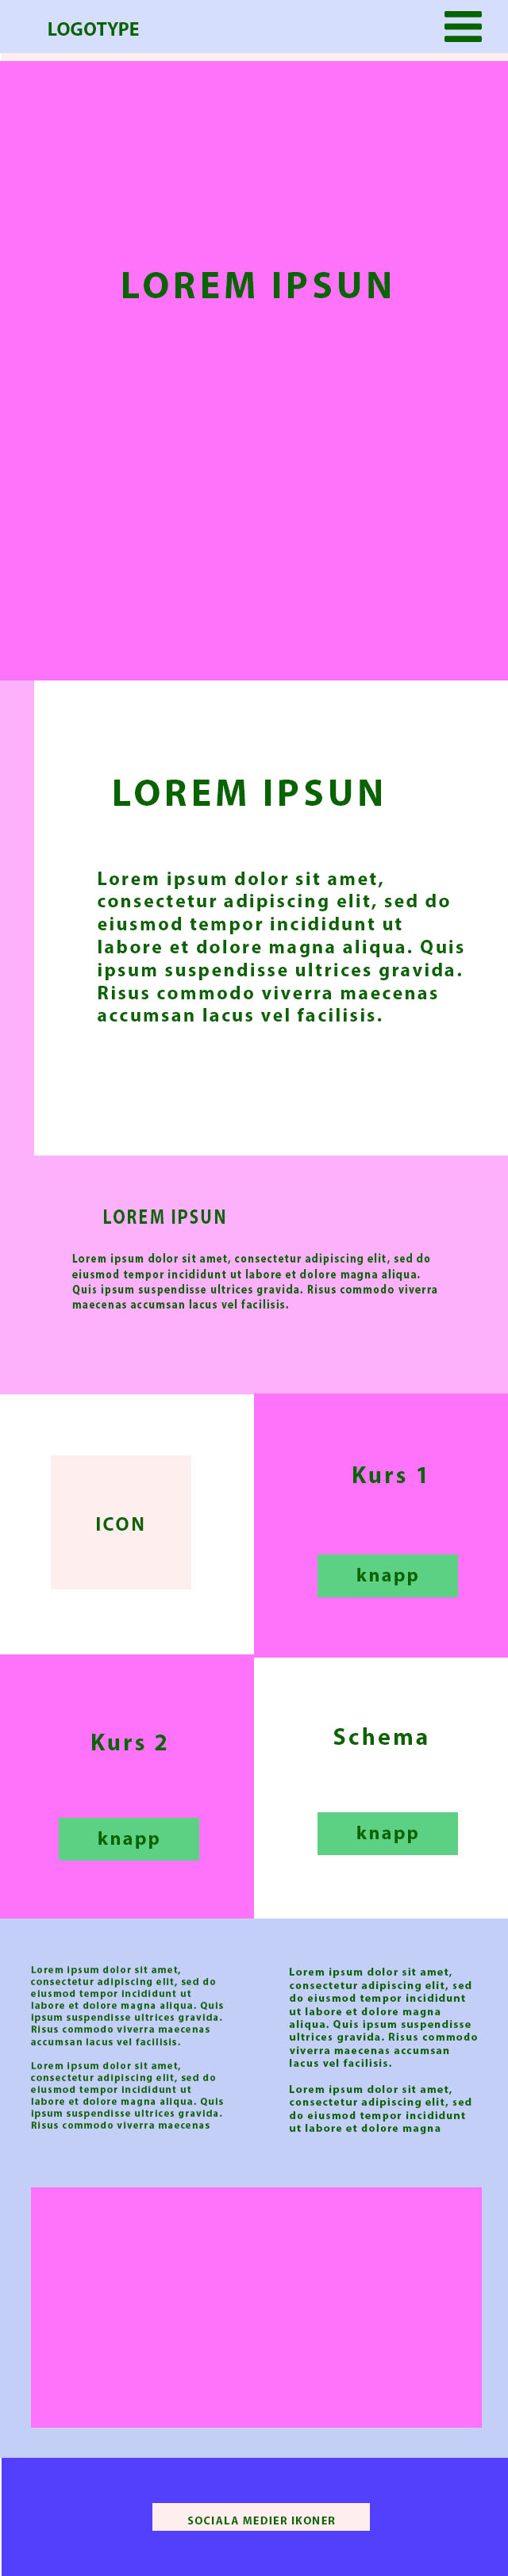 LOGOTYPE
LOREM IPSUN
LOREM IPSUN
Lorem ipsum dolor sit amet,
consectetur adipiscing elit, sed do
eiusmod tempor incididunt ut
labore et dolore magna aliqua. Quis
ipsum suspendisse ultrices gravida.
Risus commodo viverra maecenas
accumsan lacus vel facilisis.
LOREM IPSUN
Lorem ipsum dolor sit amet, consectetur adipiscing elit, sed do
eiusmod tempor incididunt ut labore et dolore magna aliqua.
Quis ipsum suspendisse ultrices gravida. Risus commodo viverra
maecenas accumsan lacus vel facilisis.
ICON
Kurs 1
knapp
Kurs 2
knapp
Schema
knapp
Lorem ipsum dolor sit amet,
consectetur adipiscing elit, sed do
eiusmod tempor incididunt ut
labore et dolore magna aliqua. Quis
ipsum suspendisse ultrices gravida.
Risus commodo viverra maecenas
accumsan lacus vel facilisis.
Lorem ipsum dolor sit amet,
consectetur adipiscing elit, sed do
eiusmod tempor incididunt ut
labore et dolore magna aliqua. Quis
ipsum suspendisse ultrices gravida.
Risus commodo viverra maecenas
Lorem ipsum dolor sit amet,
consectetur adipiscing elit, sed
do eiusmod tempor incididunt
ut labore et dolore magna
aliqua. Quis ipsum suspendisse
ultrices gravida. Risus commodo
viverra maecenas accumsan
lacus vel facilisis.
Lorem ipsum dolor sit amet,
consectetur adipiscing elit, sed
do eiusmod tempor incididunt
ut labore et dolore magna
SOCIALA MEDIER IKONER